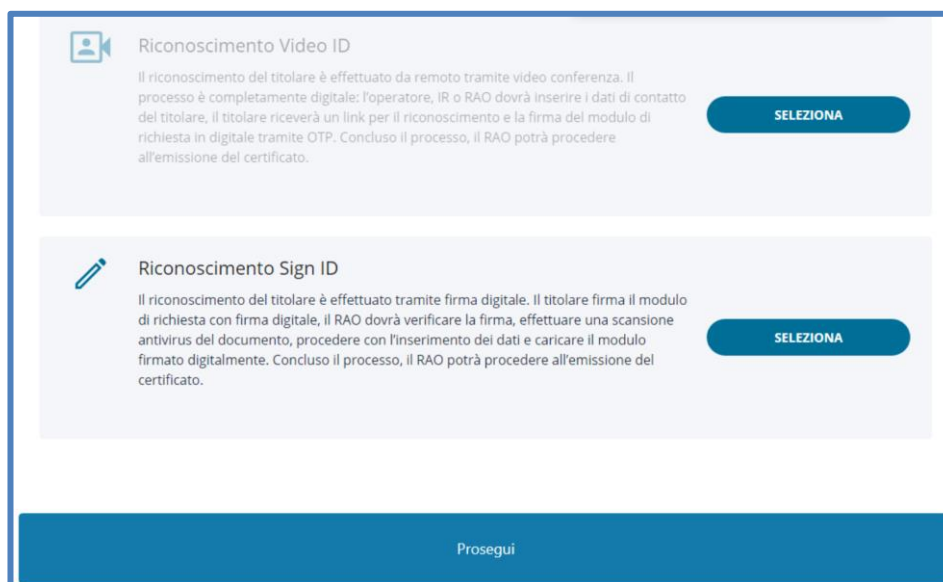 Riconoscimento Video ID
Il riconoscimento del titolare è effettuato da remoto tramite video conferenza. Il
processo è completamente digitale: l'operatore, IR o RAO dovrà inserire i dati di contatto
del titolare, il titolare riceverà un link per il riconoscimento e la firma del modulo di
richiesta in digitale tramite OTP. Concluso il processo, il RAO potrà procedere
all'emissione del certificato.
SELEZIONA
Riconoscimento Sign ID
Il riconoscimento del titolare è effettuato tramite firma digitale. Il titolare firma il modulo
di richiesta con firma digitale, il RAO dovrà verificare la firma, effettuare una scansione
antivirus del documento, procedere con l'inserimento dei dati e caricare il modulo
firmato digitalmente. Concluso il processo, il RAO potrà procedere all'emissione del
certificato.
SELEZIONA
Prosegui